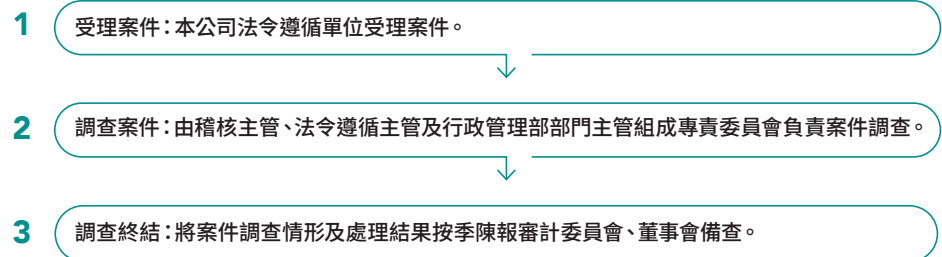 1 受理案件：本公司法令遵循單位受理案件。
2 調查案件：由稽核主管、法令遵循主管及行政管理部部門主管組成專責委員會負責案件調查。
3 調查終結：將案件調查情形及處理結果按季陳報審計委員會、董事會備查。